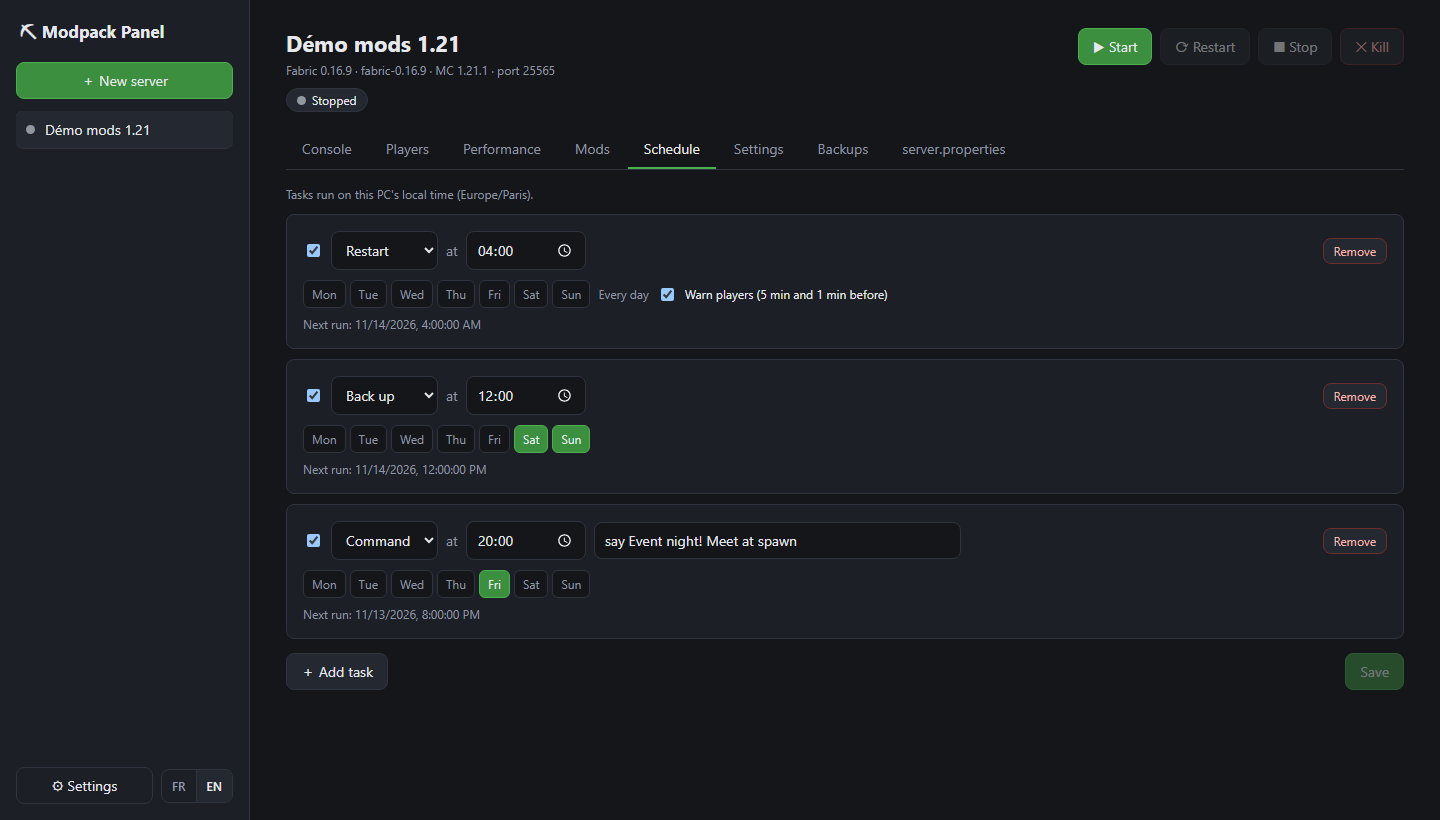 ⛏ Modpack Panel
+ New server
Démo mods 1.21
⚙ Settings
FR EN
Démo mods 1.21
Fabric 0.16.9 · fabric-0.16.9 · MC 1.21.1 · port 25565
Stopped
▶ Start ⟳ Restart ■ Stop ✕ Kill
Console Players Performance Mods Schedule Settings Backups server.properties
Tasks run on this PC's local time (Europe/Paris).
Restart at 04:00 Remove
Mon Tue Wed Thu Fri Sat Sun Every day Warn players (5 min and 1 min before)
Next run: 11/14/2026, 4:00:00 AM
Back up at 12:00 Remove
Mon Tue Wed Thu Fri Sat Sun
Next run: 11/14/2026, 12:00:00 PM
Command at 20:00 say Event night! Meet at spawn Remove
Mon Tue Wed Thu Fri Sat Sun
Next run: 11/13/2026, 8:00:00 PM
+ Add task Save